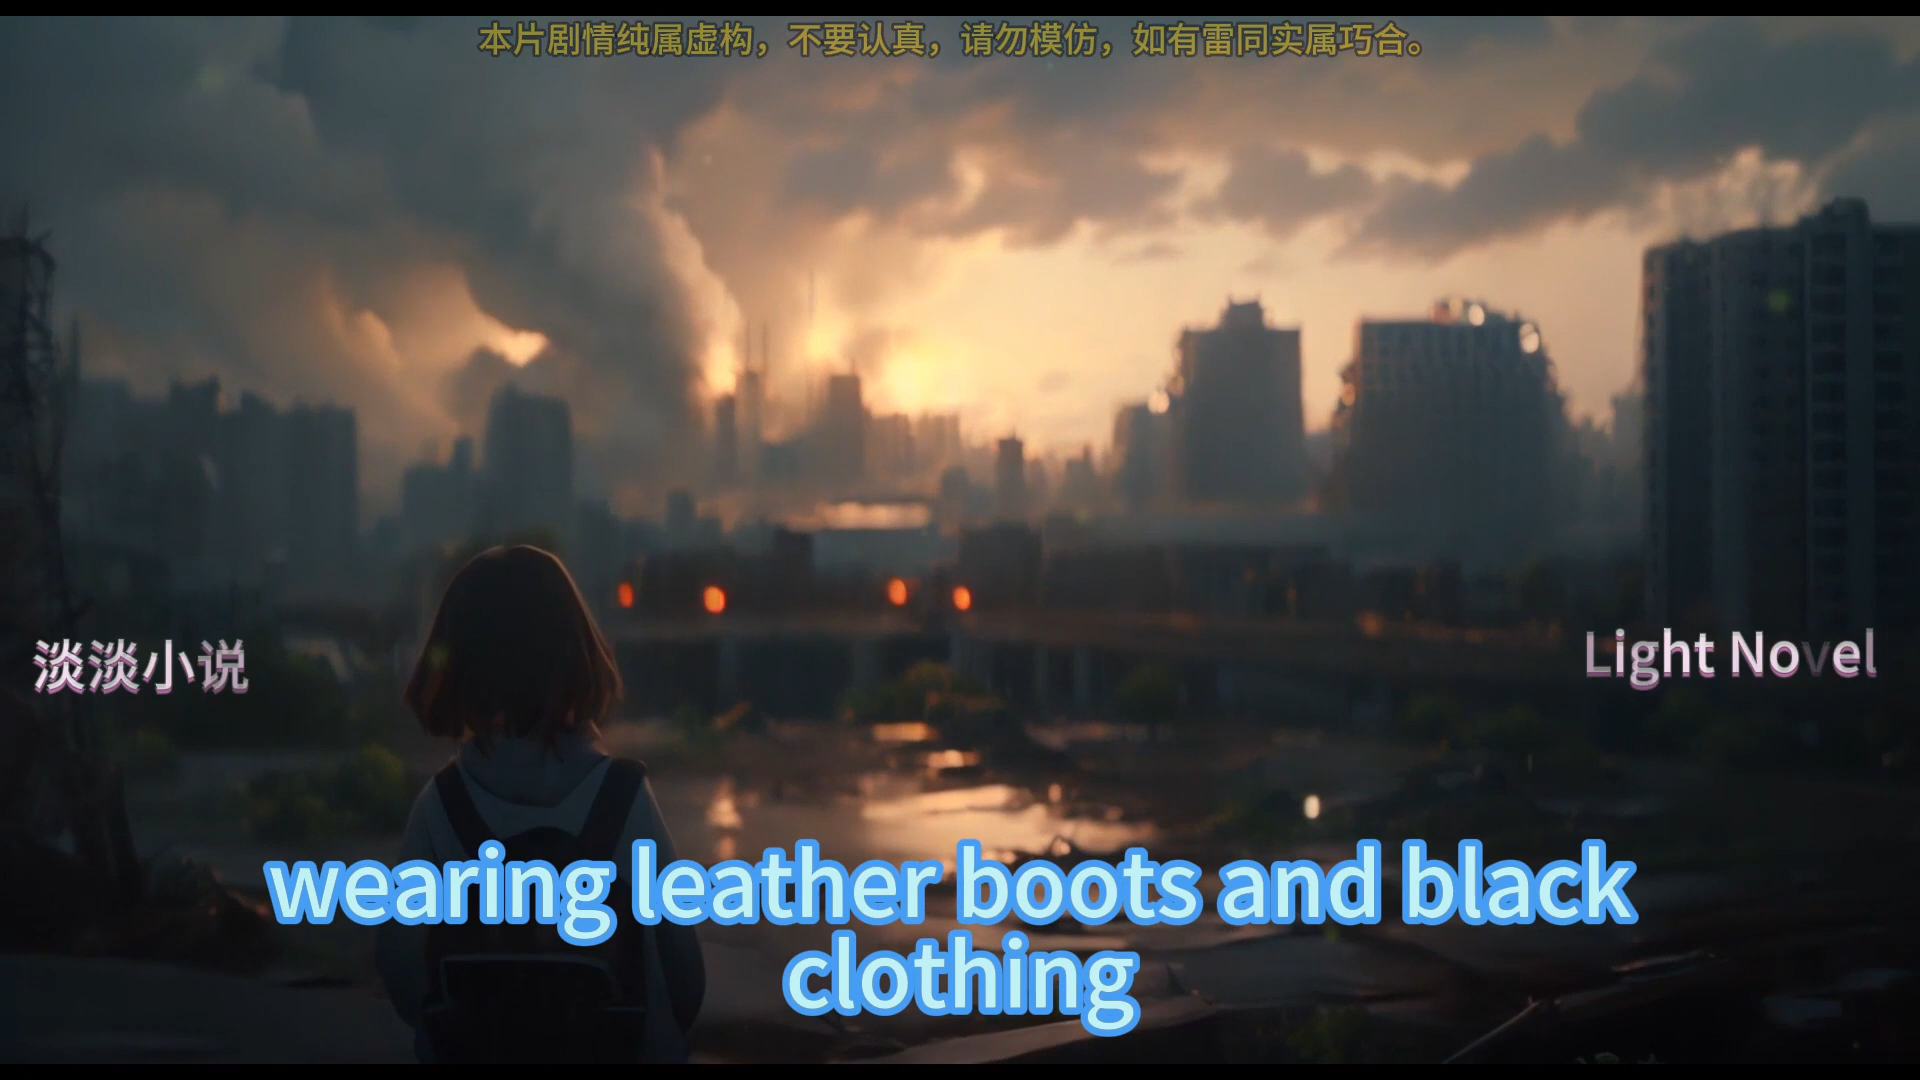 本片剧情纯属虚构，不要认真，请勿模仿，如有雷同实属巧合。
淡淡小说
Light Novel
wearing leather boots and black
clothing